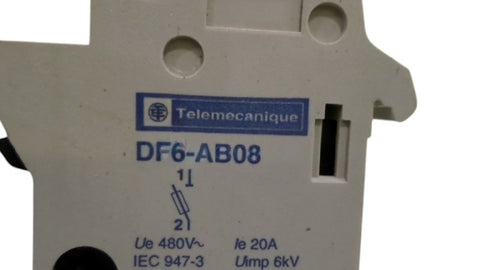 Telemecanique
DF6-AB08
1
2
Ue 480V~ Ie 20A
IEC 947-3 Uimp 6kV